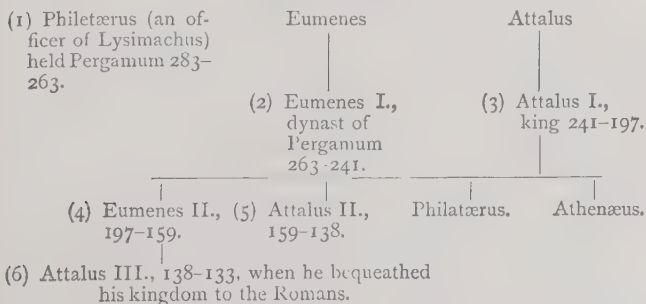 (1) Philetærus (an of-
ficer of Lysimachus)
held Pergamum 283–
263.
Eumenes
Attalus
(2) Eumenes I.,
dynast of
Pergamum
263-241.
(3) Attalus I.,
king 241–197.
(4) Eumenes II.,
197–159.
(5) Attalus II.,
159–138.
Philatærus.
Athenæus.
(6) Attalus III., 138–133, when he bequeathed
his kingdom to the Romans.